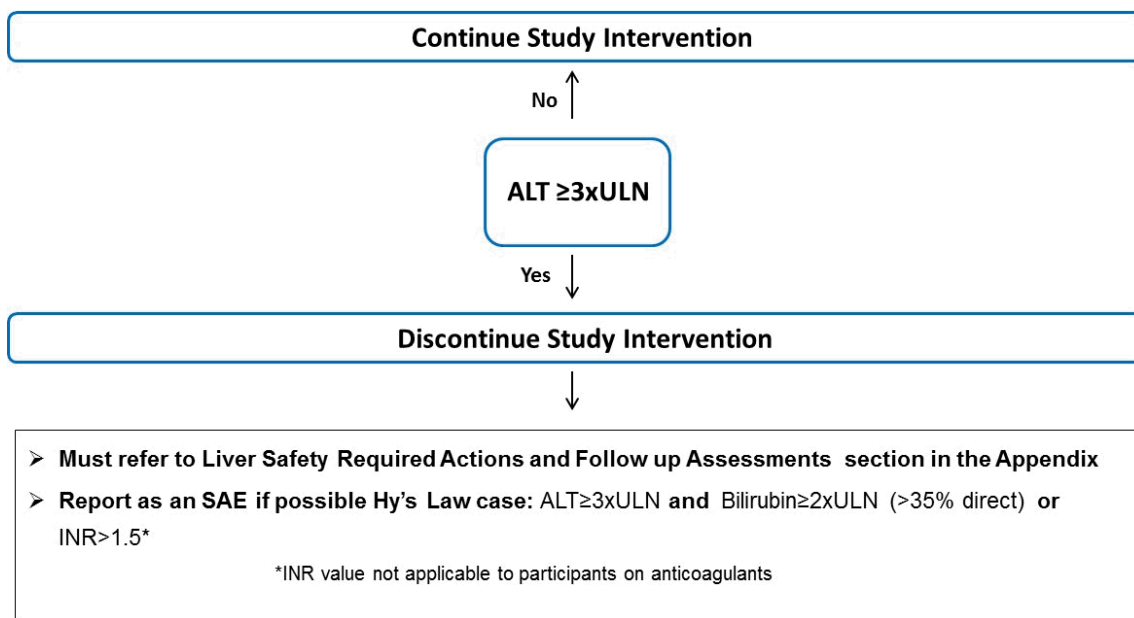 Continue Study Intervention
No
ALT ≥3xULN
Yes
Discontinue Study Intervention
➢ Must refer to Liver Safety Required Actions and Follow up Assessments section in the Appendix
➢ Report as an SAE if possible Hy's Law case: ALT≥3xULN and Bilirubin≥2xULN (>35% direct) or
INR>1.5*
*INR value not applicable to participants on anticoagulants